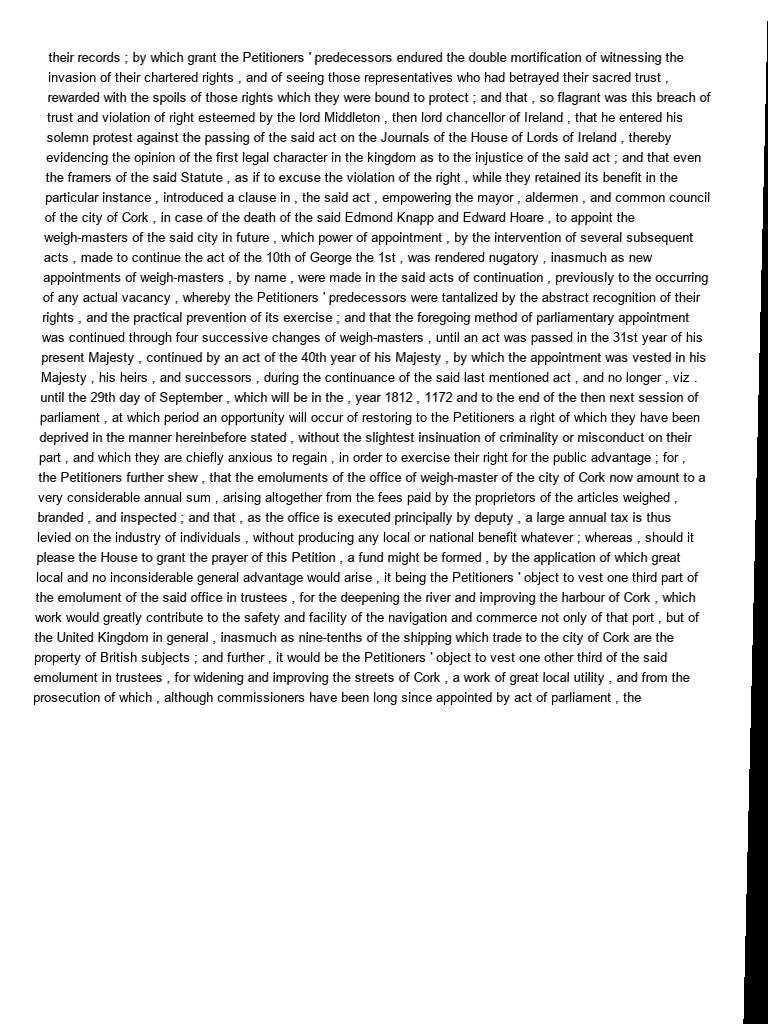 their records ; by which grant the Petitioners ' predecessors endured the double mortification of witnessing the
invasion of their chartered rights , and of seeing those representatives who had betrayed their sacred trust ,
rewarded with the spoils of those rights which they were bound to protect ; and that , so flagrant was this breach of
trust and violation of right esteemed by the lord Middleton , then lord chancellor of Ireland , that he entered his
solemn protest against the passing of the said act on the Journals of the House of Lords of Ireland , thereby
evidencing the opinion of the first legal character in the kingdom as to the injustice of the said act ; and that even
the framers of the said Statute , as if to excuse the violation of the right , while they retained its benefit in the
particular instance , introduced a clause in , the said act , empowering the mayor , aldermen , and common council
of the city of Cork , in case of the death of the said Edmond Knapp and Edward Hoare , to appoint the
weigh-masters of the said city in future , which power of appointment , by the intervention of several subsequent
acts , made to continue the act of the 10th of George the 1st , was rendered nugatory , inasmuch as new
appointments of weigh-masters , by name , were made in the said acts of continuation , previously to the occurring
of any actual vacancy , whereby the Petitioners ' predecessors were tantalized by the abstract recognition of their
rights , and the practical prevention of its exercise ; and that the foregoing method of parliamentary appointment
was continued through four successive changes of weigh-masters , until an act was passed in the 31st year of his
present Majesty , continued by an act of the 40th year of his Majesty , by which the appointment was vested in his
Majesty , his heirs , and successors , during the continuance of the said last mentioned act , and no longer , viz .
until the 29th day of September , which will be in the , year 1812 , 1172 and to the end of the then next session of
parliament , at which period an opportunity will occur of restoring to the Petitioners a right of which they have been
deprived in the manner hereinbefore stated , without the slightest insinuation of criminality or misconduct on their
part , and which they are chiefly anxious to regain , in order to exercise their right for the public advantage ; for ,
the Petitioners further shew , that the emoluments of the office of weigh-master of the city of Cork now amount to a
very considerable annual sum , arising altogether from the fees paid by the proprietors of the articles weighed ,
branded , and inspected ; and that , as the office is executed principally by deputy , a large annual tax is thus
levied on the industry of individuals , without producing any local or national benefit whatever ; whereas , should it
please the House to grant the prayer of this Petition , a fund might be formed , by the application of which great
local and no inconsiderable general advantage would arise , it being the Petitioners ' object to vest one third part of
the emolument of the said office in trustees , for the deepening the river and improving the harbour of Cork , which
work would greatly contribute to the safety and facility of the navigation and commerce not only of that port , but of
the United Kingdom in general , inasmuch as nine-tenths of the shipping which trade to the city of Cork are the
property of British subjects ; and further , it would be the Petitioners ' object to vest one other third of the said
emolument in trustees , for widening and improving the streets of Cork , a work of great local utility , and from the
prosecution of which , although commissioners have been long since appointed by act of parliament , the